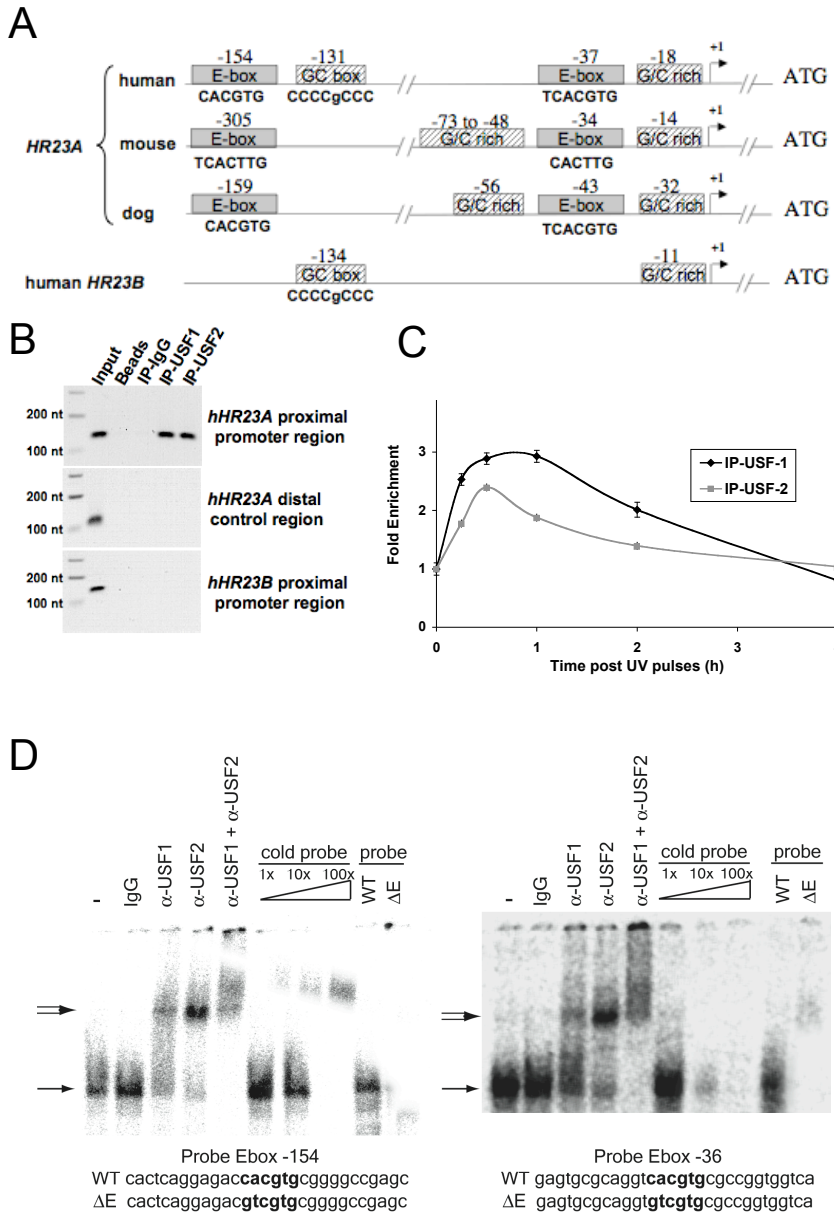 A
-154 -131 -37 -18 +1
human E-box GC box G/C rich E-box ATG
CACGTG CCCCgCCC TCACGTG
-305 -73 to -48 -34 -14 +1
HR23A mouse E-box G/C rich E-box G/C rich ATG
TCACTTG CACTTG
-159 -56 -43 -32 +1
dog E-box G/C rich E-box G/C rich ATG
CACGTG TCACGTG
-134 -11 +1
human HR23B GC box G/C rich ATG
CCCCgCCC
B
Input Beads IP-IgG IP-USF1 IP-USF2
200 nt
100 nt
hHR23A proximal
promoter region
200 nt
100 nt
hHR23A distal
control region
200 nt
100 nt
hHR23B proximal
promoter region
C
Fold Enrichment
3
2
1
0
0 1 2 3
Time post UV pulses (h)
IP-USF-1
IP-USF-2
D
- IgG α-USF1 α-USF2 α-USF1 + α-USF2
cold probe probe
1x 10x 100x WT ΔE
Probe Ebox -154
WT cactcaggagaccacgtgcggggccgagc
ΔE cactcaggagacgtcgtgcggggccgagc
- IgG α-USF1 α-USF2 α-USF1 + α-USF2
cold probe probe
1x 10x 100x WT ΔE
Probe Ebox -36
WT gagtgcgcaggtcacgtgcgccggtggtca
ΔE gagtgcgcaggtgtcgtgcgccggtggtca